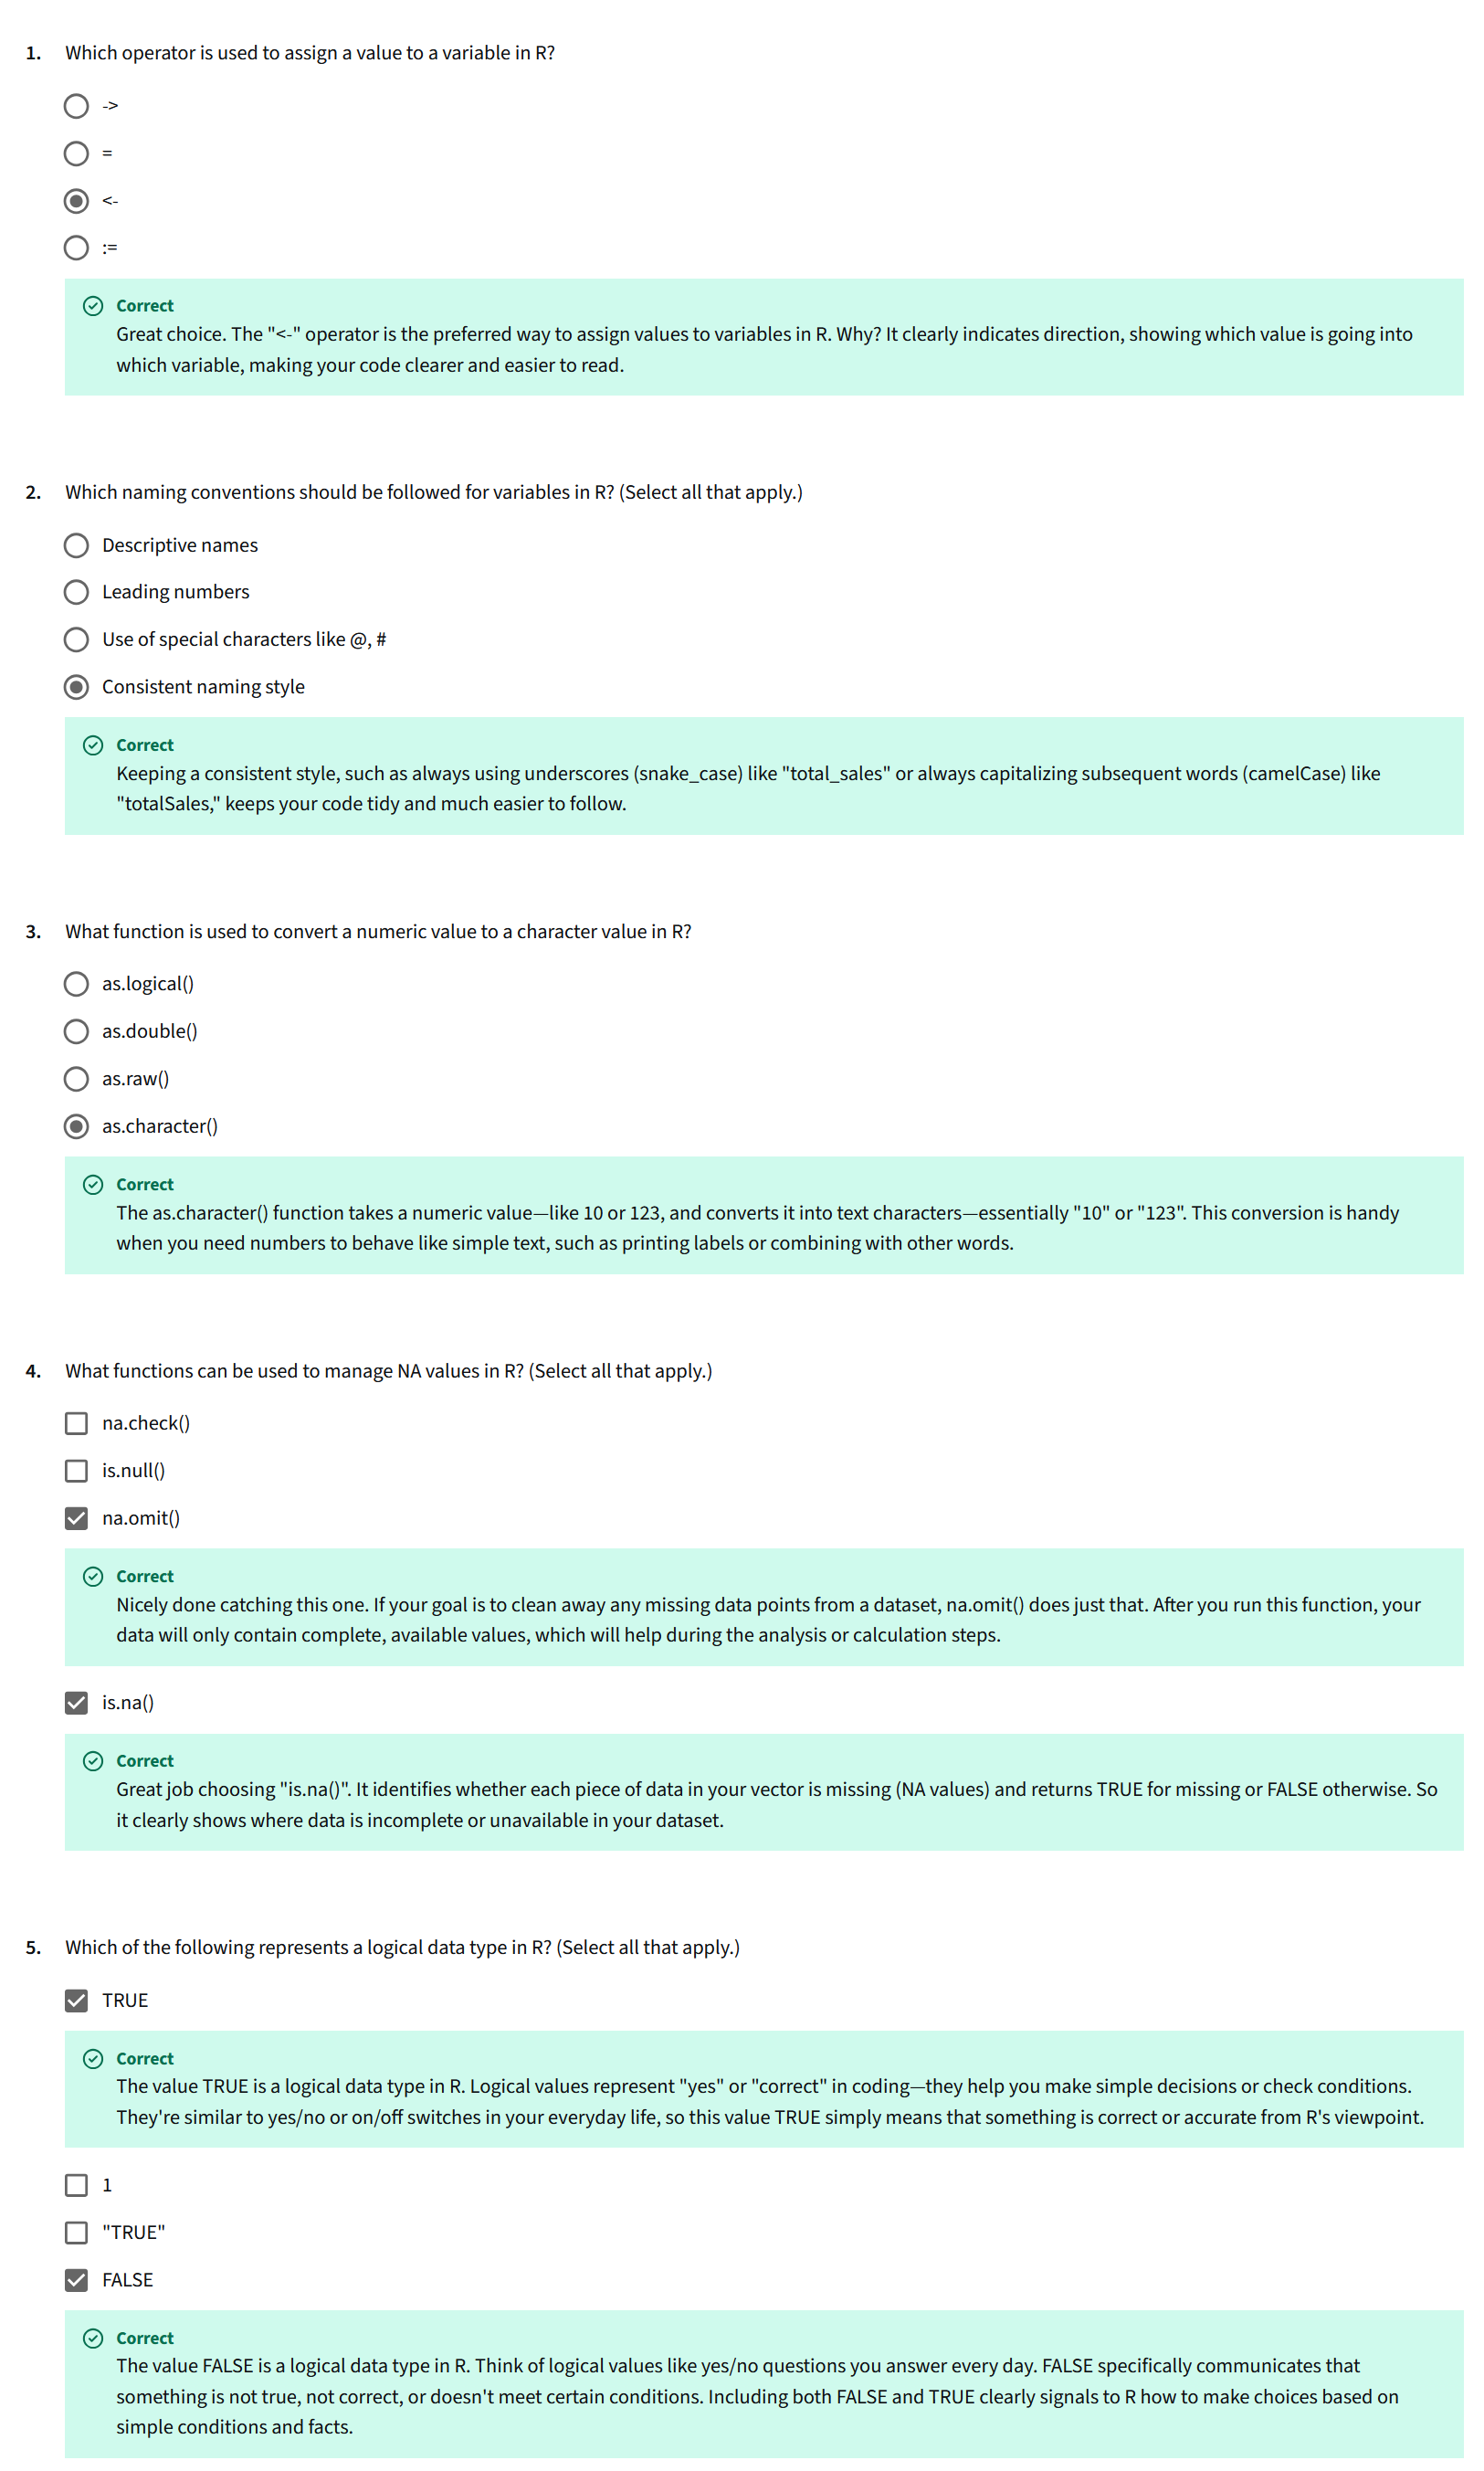 1. Which operator is used to assign a value to a variable in R?
->
=
<-
:=
Correct
Great choice. The "<-" operator is the preferred way to assign values to variables in R. Why? It clearly indicates direction, showing which value is going into
which variable, making your code clearer and easier to read.
2. Which naming conventions should be followed for variables in R? (Select all that apply.)
Descriptive names
Leading numbers
Use of special characters like @, #
Consistent naming style
Correct
Keeping a consistent style, such as always using underscores (snake_case) like "total_sales" or always capitalizing subsequent words (camelCase) like
"totalSales," keeps your code tidy and much easier to follow.
3. What function is used to convert a numeric value to a character value in R?
as.logical()
as.double()
as.raw()
as.character()
Correct
The as.character() function takes a numeric value—like 10 or 123, and converts it into text characters—essentially "10" or "123". This conversion is handy
when you need numbers to behave like simple text, such as printing labels or combining with other words.
4. What functions can be used to manage NA values in R? (Select all that apply.)
na.check()
is.null()
na.omit()
Correct
Nicely done catching this one. If your goal is to clean away any missing data points from a dataset, na.omit() does just that. After you run this function, your
data will only contain complete, available values, which will help during the analysis or calculation steps.
is.na()
Correct
Great job choosing "is.na()". It identifies whether each piece of data in your vector is missing (NA values) and returns TRUE for missing or FALSE otherwise. So
it clearly shows where data is incomplete or unavailable in your dataset.
5. Which of the following represents a logical data type in R? (Select all that apply.)
TRUE
Correct
The value TRUE is a logical data type in R. Logical values represent "yes" or "correct" in coding—they help you make simple decisions or check conditions.
They're similar to yes/no or on/off switches in your everyday life, so this value TRUE simply means that something is correct or accurate from R's viewpoint.
1
"TRUE"
FALSE
Correct
The value FALSE is a logical data type in R. Think of logical values like yes/no questions you answer every day. FALSE specifically communicates that
something is not true, not correct, or doesn't meet certain conditions. Including both FALSE and TRUE clearly signals to R how to make choices based on
simple conditions and facts.